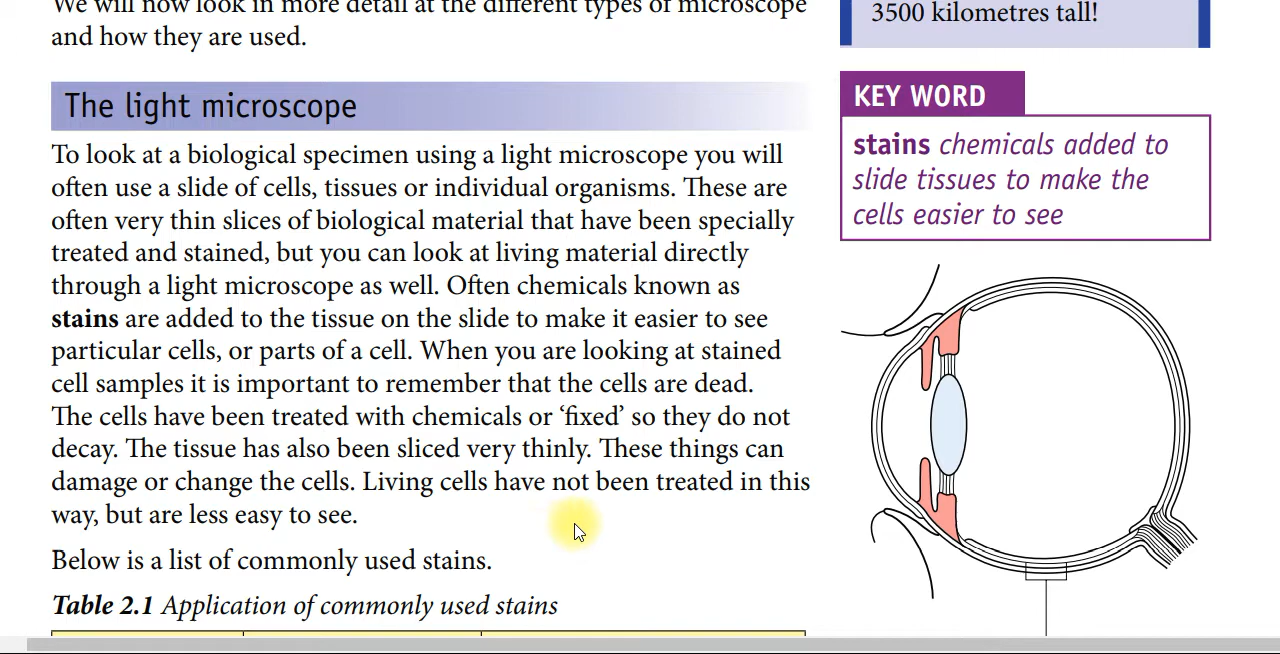 We will now look in more detail at the different types of microscope
and how they are used.
The light microscope
To look at a biological specimen using a light microscope you will
often use a slide of cells, tissues or individual organisms. These are
often very thin slices of biological material that have been specially
treated and stained, but you can look at living material directly
through a light microscope as well. Often chemicals known as
stains are added to the tissue on the slide to make it easier to see
particular cells, or parts of a cell. When you are looking at stained
cell samples it is important to remember that the cells are dead.
The cells have been treated with chemicals or ‘fixed’ so they do not
decay. The tissue has also been sliced very thinly. These things can
damage or change the cells. Living cells have not been treated in this
way, but are less easy to see.
Below is a list of commonly used stains.
Table 2.1 Application of commonly used stains
3500 kilometres tall!
KEY WORD
stains chemicals added to
slide tissues to make the
cells easier to see